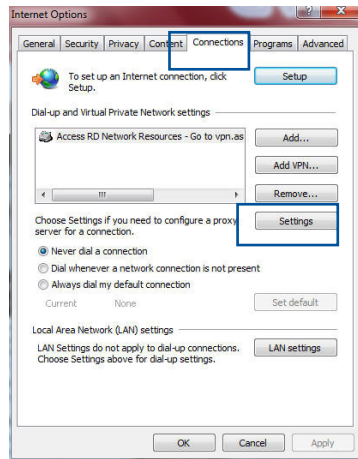 Internet Options
General Security Privacy Content Connections Programs Advanced
To set up an Internet connection, click Setup.
Setup
Dial-up and Virtual Private Network settings
Access RD Network Resources - Go to vpn.as
Add...
Add VPN...
Remove...
Choose Settings if you need to configure a proxy
server for a connection.
Settings
Never dial a connection
Dial whenever a network connection is not present
Always dial my default connection
Current None
Set default
Local Area Network (LAN) settings
LAN Settings do not apply to dial-up connections.
Choose Settings above for dial-up settings.
LAN settings
OK Cancel Apply